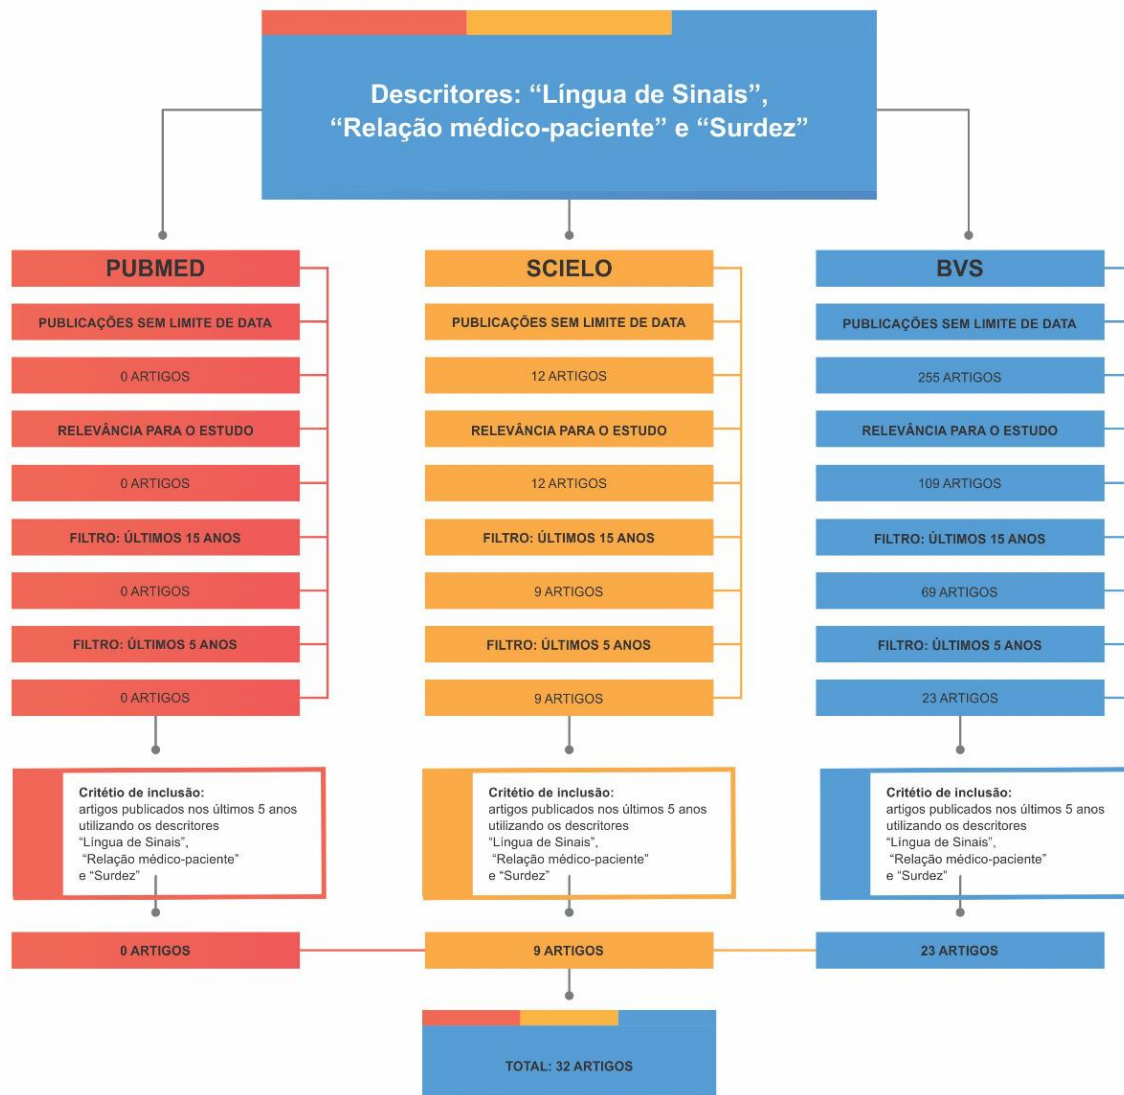 Descritores: “Língua de Sinais”,
“Relação médico-paciente” e “Surdez”
PUBMED
PUBLICAÇÕES SEM LIMITE DE DATA
0 ARTIGOS
RELEVÂNCIA PARA O ESTUDO
0 ARTIGOS
FILTRO: ÚLTIMOS 15 ANOS
0 ARTIGOS
FILTRO: ÚLTIMOS 5 ANOS
0 ARTIGOS
Critétio de inclusão:
artigos publicados nos últimos 5 anos
utilizando os descritores
“Língua de Sinais”,
“Relação médico-paciente”
e “Surdez”
0 ARTIGOS
SCIELO
PUBLICAÇÕES SEM LIMITE DE DATA
12 ARTIGOS
RELEVÂNCIA PARA O ESTUDO
12 ARTIGOS
FILTRO: ÚLTIMOS 15 ANOS
9 ARTIGOS
FILTRO: ÚLTIMOS 5 ANOS
9 ARTIGOS
Critétio de inclusão:
artigos publicados nos últimos 5 anos
utilizando os descritores
“Língua de Sinais”,
“Relação médico-paciente”
e “Surdez”
9 ARTIGOS
BVS
PUBLICAÇÕES SEM LIMITE DE DATA
255 ARTIGOS
RELEVÂNCIA PARA O ESTUDO
109 ARTIGOS
FILTRO: ÚLTIMOS 15 ANOS
69 ARTIGOS
FILTRO: ÚLTIMOS 5 ANOS
23 ARTIGOS
Critétio de inclusão:
artigos publicados nos últimos 5 anos
utilizando os descritores
“Língua de Sinais”,
“Relação médico-paciente”
e “Surdez”
23 ARTIGOS
TOTAL: 32 ARTIGOS